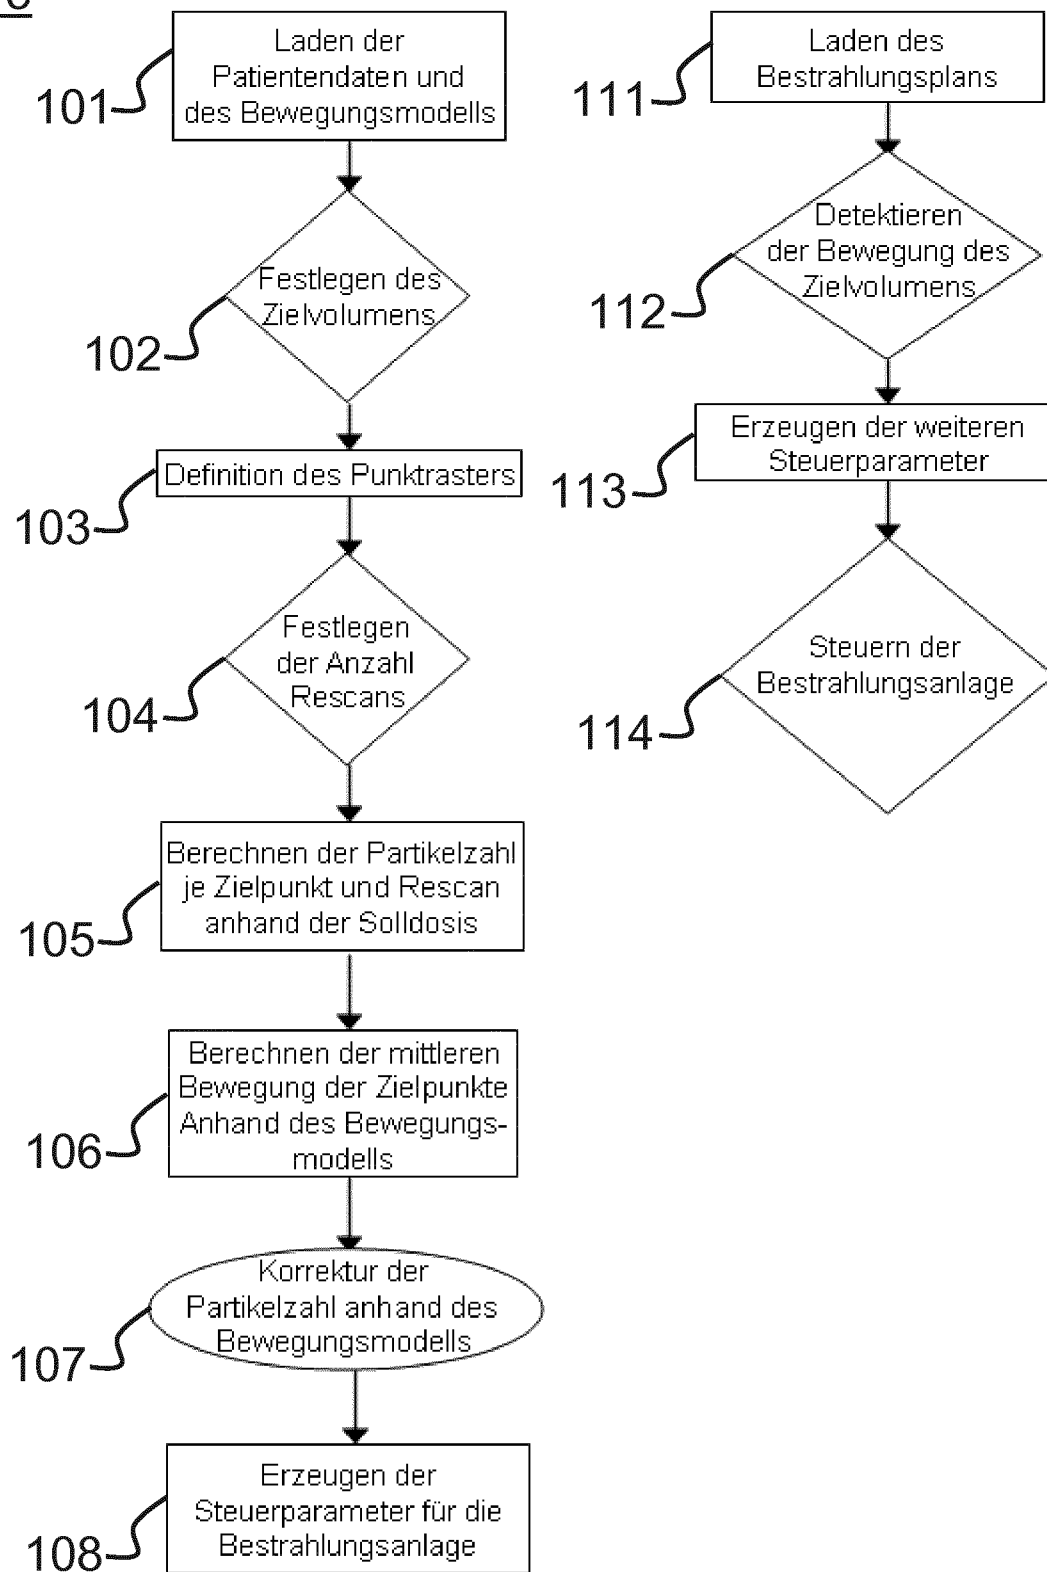 101
Laden der
Patientendaten und
des Bewegungsmodells
102
Festlegen des
Zielvolumens
103
Definition des Punktrasters
104
Festlegen
der Anzahl
Rescans
105
Berechnen der Partikelzahl
je Zielpunkt und Rescan
anhand der Solldosis
106
Berechnen der mittleren
Bewegung der Zielpunkte
Anhand des Bewegungs-
modells
107
Korrektur der
Partikelzahl anhand des
Bewegungsmodells
108
Erzeugen der
Steuerparameter für die
Bestrahlungsanlage
111
Laden des
Bestrahlungsplans
112
Detektieren
der Bewegung des
Zielvolumens
113
Erzeugen der weiteren
Steuerparameter
114
Steuern der
Bestrahlungsanlage